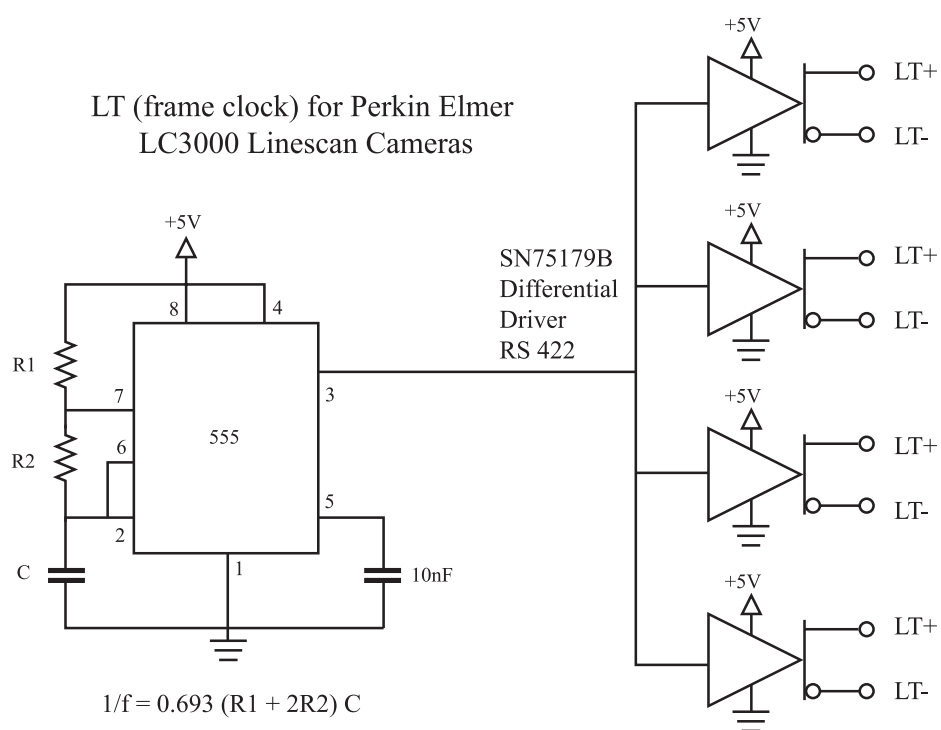 LT (frame clock) for Perkin Elmer
LC3000 Linescan Cameras
+5V
8
4
R1
7
3
R2
6
555
5
2
C
1
10nF
1/f = 0.693 (R1 + 2R2) C
SN75179B
Differential
Driver
RS 422
+5V
LT+
LT-
+5V
LT+
LT-
+5V
LT+
LT-
+5V
LT+
LT-